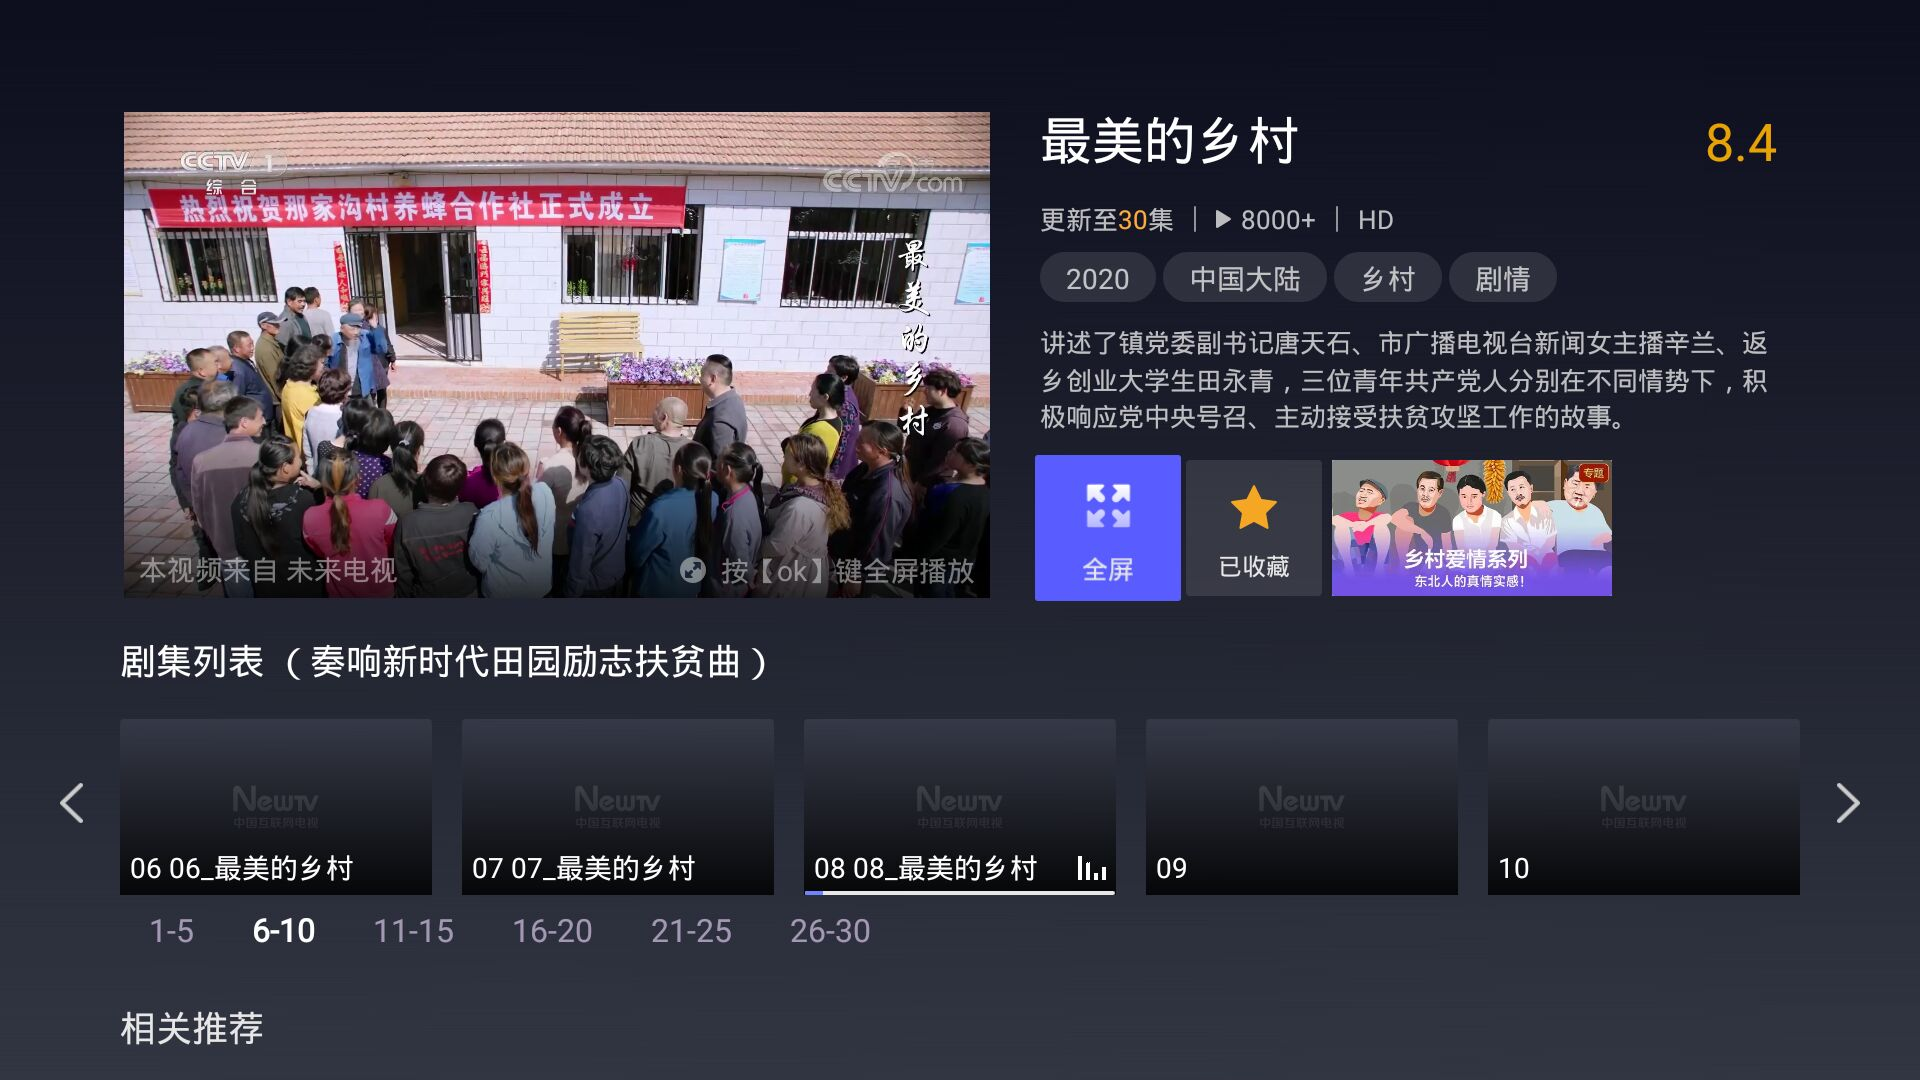 CCTV 1
综合
CCTV.com
热烈祝贺那家沟村养蜂合作社正式成立
最美的乡村
本视频来自 未来电视
按【ok】键全屏播放
最美的乡村
8.4
更新至30集 | ▶ 8000+ | HD
2020 中国大陆 乡村 剧情
讲述了镇党委副书记唐天石、市广播电视台新闻女主播辛兰、返
乡创业大学生田永青，三位青年共产党人分别在不同情势下，积
极响应党中央号召、主动接受扶贫攻坚工作的故事。
全屏
已收藏
专题
乡村爱情系列
东北人的真情实感！
剧集列表（奏响新时代田园励志扶贫曲）
NewTV
中国互联网电视
06 06_最美的乡村
NewTV
中国互联网电视
07 07_最美的乡村
NewTV
中国互联网电视
08 08_最美的乡村
NewTV
中国互联网电视
09
NewTV
中国互联网电视
10
1-5 6-10 11-15 16-20 21-25 26-30
相关推荐